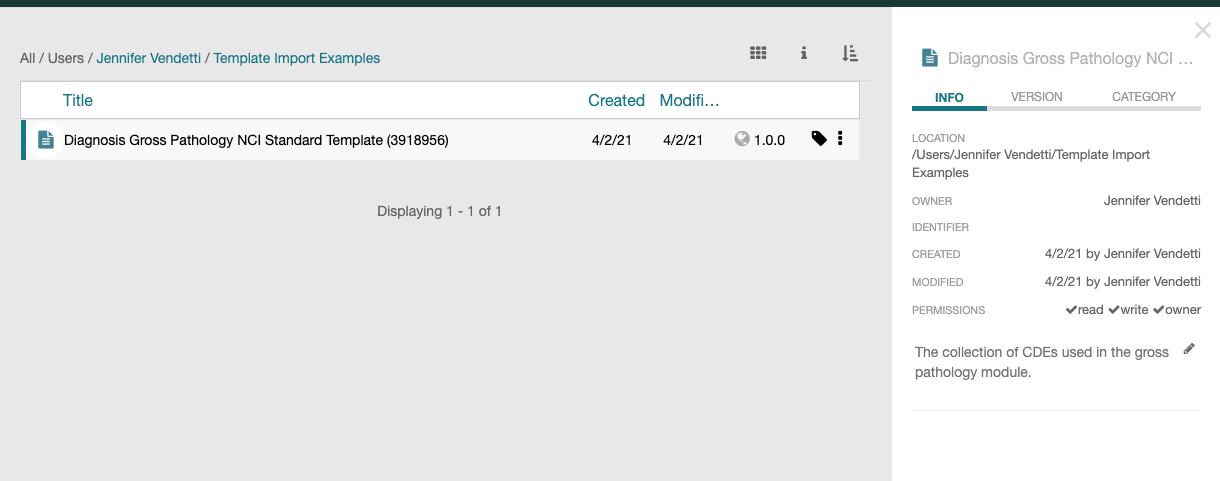 All / Users / Jennifer Vendetti / Template Import Examples
Title Created Modifi...
Diagnosis Gross Pathology NCI Standard Template (3918956) 4/2/21 4/2/21 1.0.0
Displaying 1 - 1 of 1
Diagnosis Gross Pathology NCI ...
INFO VERSION CATEGORY
LOCATION
/Users/Jennifer Vendetti/Template Import
Examples
OWNER Jennifer Vendetti
IDENTIFIER
CREATED 4/2/21 by Jennifer Vendetti
MODIFIED 4/2/21 by Jennifer Vendetti
PERMISSIONS ✔read ✔write ✔owner
The collection of CDEs used in the gross
pathology module.